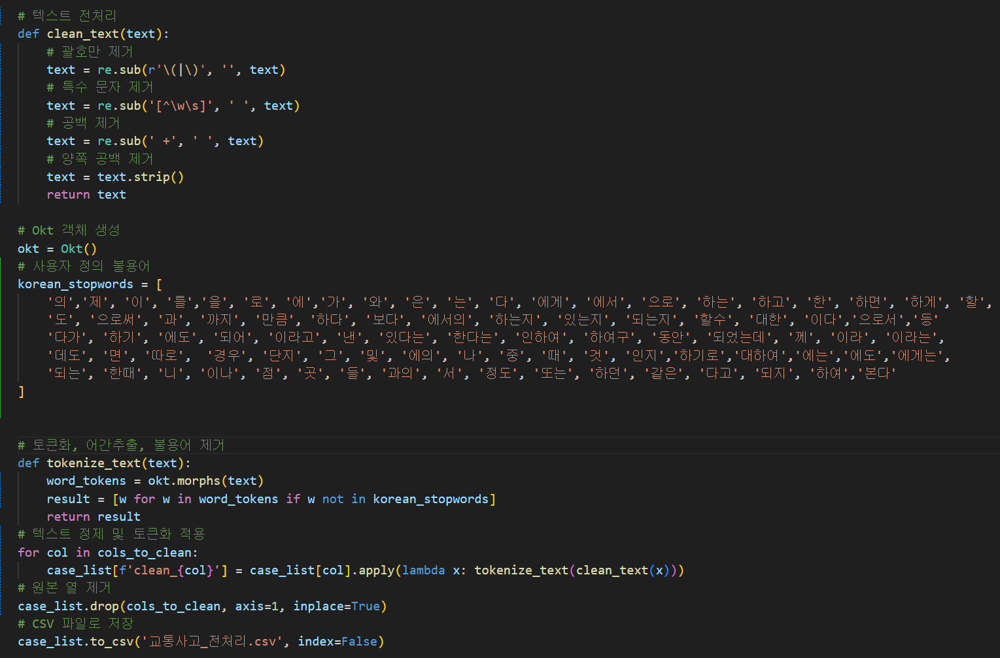 # 텍스트 전처리
def clean_text(text):
    # 괄호만 제거
    text = re.sub(r'\(|\)', '', text)
    # 특수 문자 제거
    text = re.sub('[^\w\s]', ' ', text)
    # 공백 제거
    text = re.sub(' +', ' ', text)
    # 양쪽 공백 제거
    text = text.strip()
    return text
# Okt 객체 생성
okt = Okt()
# 사용자 정의 불용어
korean_stopwords = [
    '의','제', '이', '를','을', '로', '에','가', '와', '은', '는', '다', '에게', '에서', '으로', '하는', '하고', '한', '하면', '하게', '할',
    '도', '으로써', '과', '까지', '만큼', '하다', '보다', '에서의', '하는지', '있는지', '되는지', '할수', '대한', '이다','으로서','등'
    '다가', '하기', '에도', '되어', '이라고', '낸', '있다는', '한다는', '인하여', '하여구', '동안', '되었는데', '께', '이라', '이라는',
    '데도', '면', '따로',  '경우', '단지', '그', '및', '에의', '나', '중', '때', '것', '인지','하기로','대하여','에는','에도','에게는',
    '되는', '한때', '니', '이나', '점', '곳', '들', '과의', '서', '정도', '또는', '하던', '같은', '다고', '되지', '하여','본다'
]
# 토큰화, 어간추출, 불용어 제거
def tokenize_text(text):
    word_tokens = okt.morphs(text)
    result = [w for w in word_tokens if w not in korean_stopwords]
    return result
# 텍스트 정제 및 토큰화 적용
for col in cols_to_clean:
    case_list[f'clean_{col}'] = case_list[col].apply(lambda x: tokenize_text(clean_text(x)))
# 원본 열 제거
case_list.drop(cols_to_clean, axis=1, inplace=True)
# CSV 파일로 저장
case_list.to_csv('교통사고_전처리.csv', index=False)